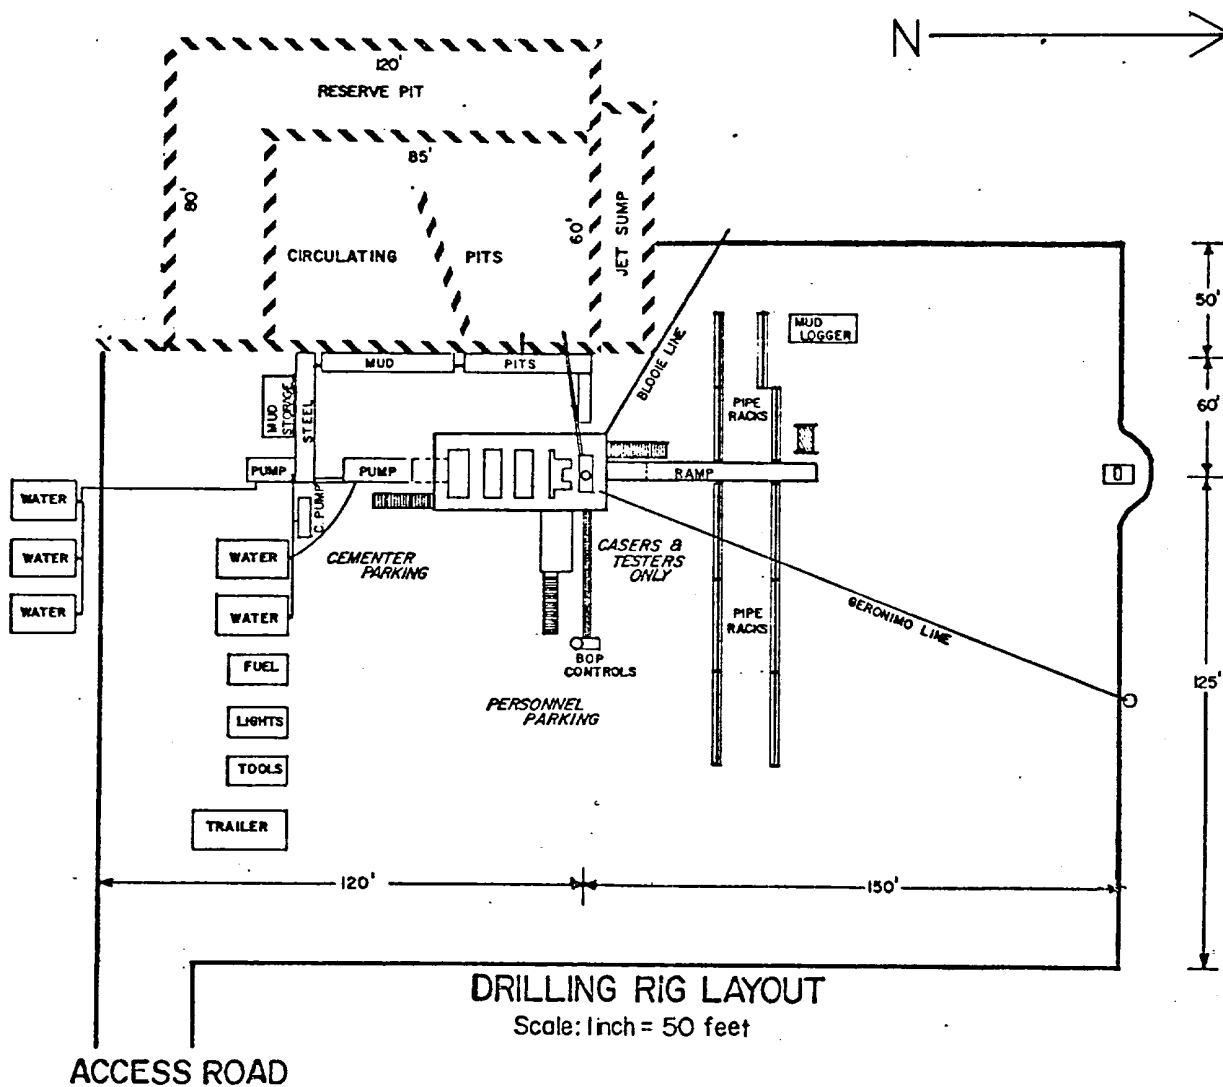 N
120'
RESERVE PIT
85'
80'
60'
JET SUMP
CIRCULATING
PITS
50'
BLOOIE LINE
MUD
LOGGER
MUD
PITS
MUD
STORAGE
STEEL
PIPE
RACKS
60'
PUMP
PUMP
RAMP
WATER
C. PUMP
WATER
WATER
CEMENTER
PARKING
CASERS &
TESTERS
ONLY
WATER
WATER
GERONIMO LINE
PIPE
RACKS
FUEL
BOP
CONTROLS
125'
LIGHTS
PERSONNEL
PARKING
TOOLS
TRAILER
120'
150'
DRILLING RIG LAYOUT
Scale: 1 inch = 50 feet
ACCESS ROAD